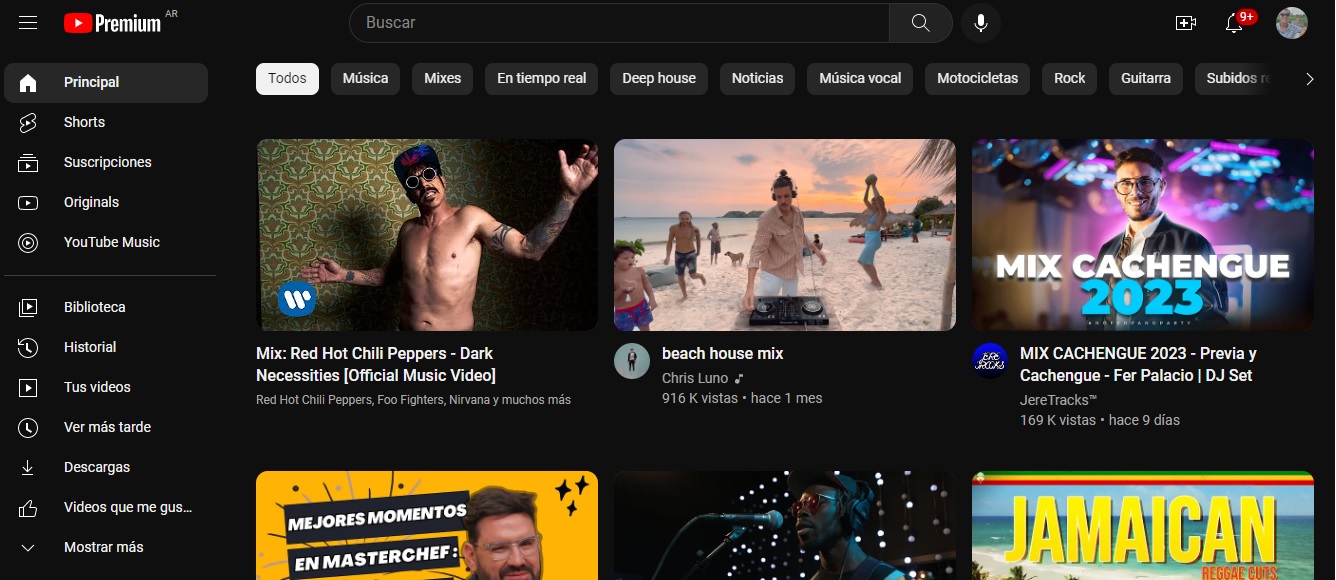 Premium AR
Buscar
9+
Principal
Shorts
Suscripciones
Originals
YouTube Music
Biblioteca
Historial
Tus videos
Ver más tarde
Descargas
Videos que me gus...
Mostrar más
Todos
Música
Mixes
En tiempo real
Deep house
Noticias
Música vocal
Motocicletas
Rock
Guitarra
Subidos re
MIX CACHENGUE
2023
Mix: Red Hot Chili Peppers - Dark
Necessities [Official Music Video]
Red Hot Chili Peppers, Foo Fighters, Nirvana y muchos más
beach house mix
Chris Luno
916 K vistas • hace 1 mes
JERE
TRACKS
MIX CACHENGUE 2023 - Previa y
Cachengue - Fer Palacio | DJ Set
JereTracks™
169 K vistas • hace 9 días
MEJORES MOMENTOS
EN MASTERCHEF:
JAMAICAN
REGGAE CUTS